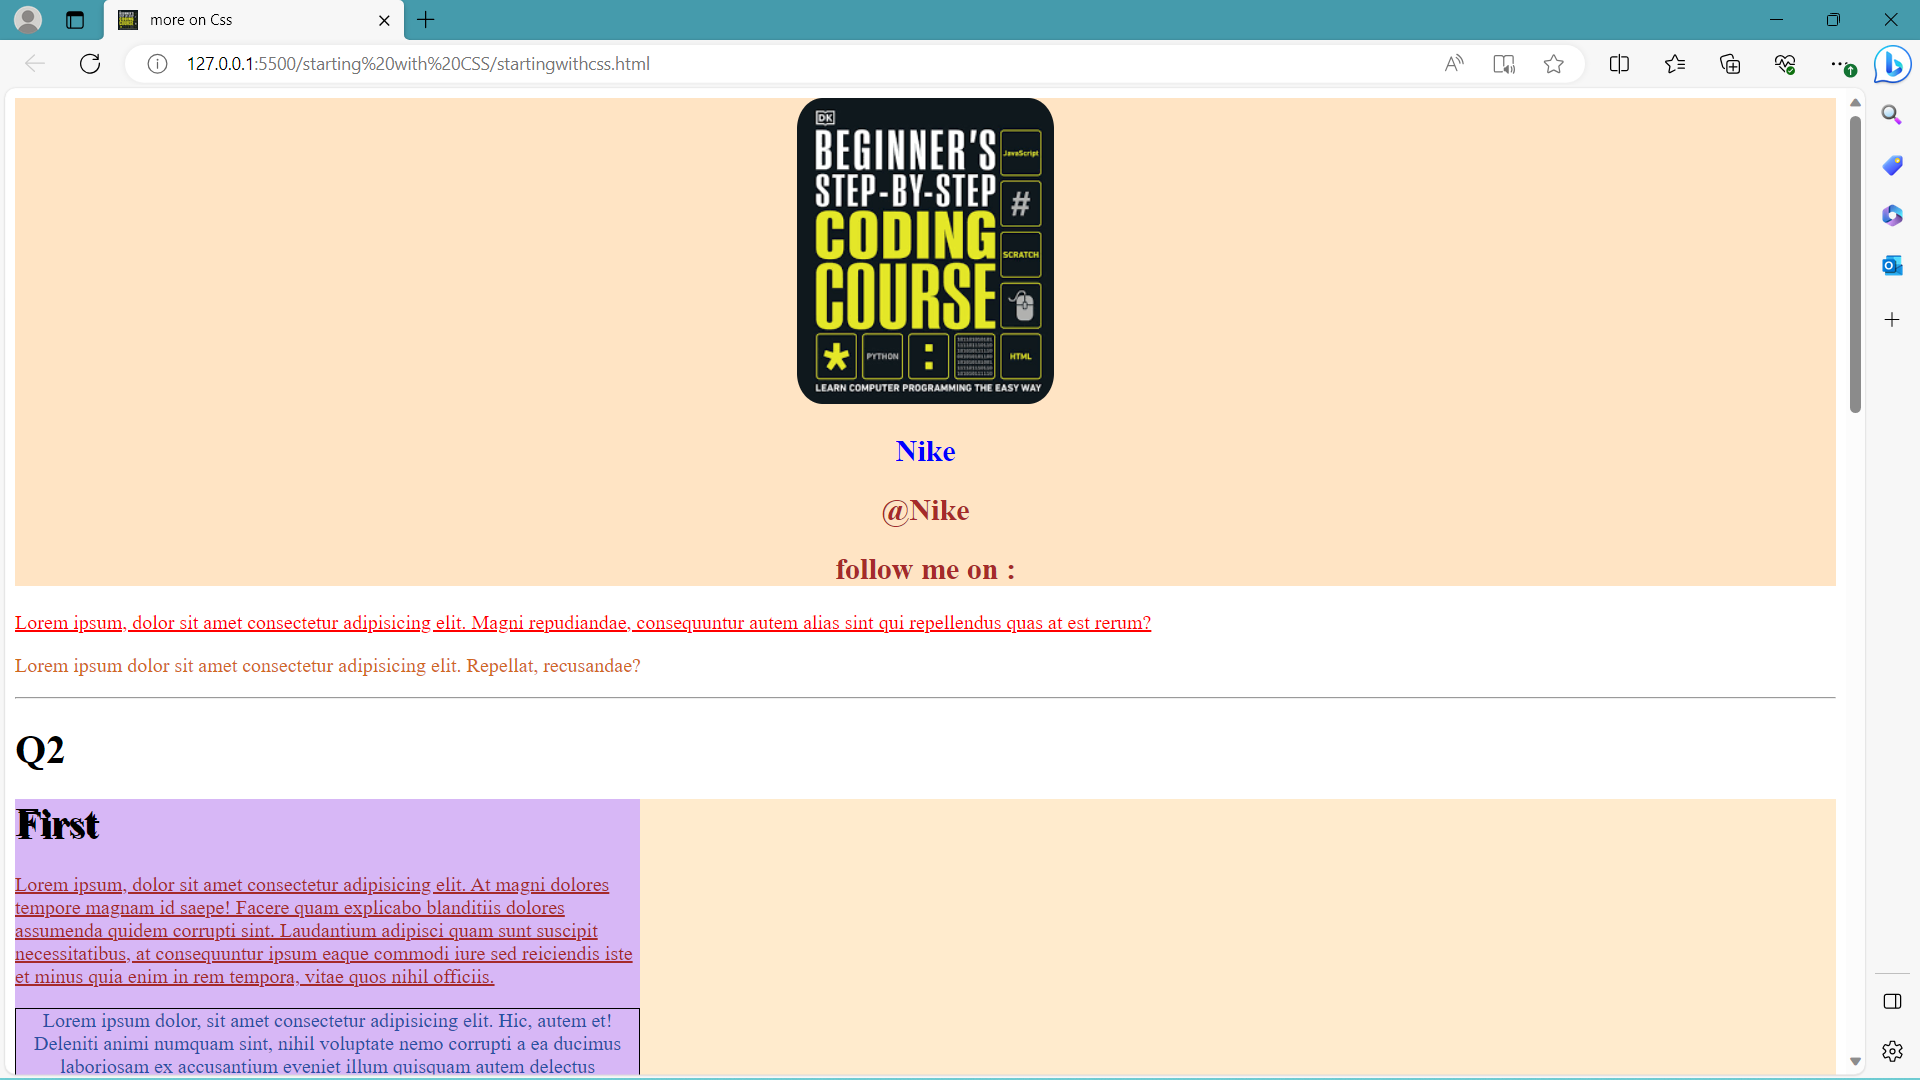 more on Css
127.0.0.1:5500/starting%20with%20CSS/startingwithcss.html
DK
BEGINNER'S
STEP-BY-STEP
CODING
COURSE
JavaScript
#
SCRATCH
*
PYTHON
:
HTML
LEARN COMPUTER PROGRAMMING THE EASY WAY
Nike
@Nike
follow me on :
Lorem ipsum, dolor sit amet consectetur adipisicing elit. Magni repudiandae, consequuntur autem alias sint qui repellendus quas at est rerum?
Lorem ipsum dolor sit amet consectetur adipisicing elit. Repellat, recusandae?
Q2
First
Lorem ipsum, dolor sit amet consectetur adipisicing elit. At magni dolores
tempore magnam id saepe! Facere quam explicabo blanditiis dolores
assumenda quidem corrupti sint. Laudantium adipisci quam sunt suscipit
necessitatibus, at consequuntur ipsum eaque commodi iure sed reiciendis iste
et minus quia enim in rem tempora, vitae quos nihil officiis.
Lorem ipsum dolor, sit amet consectetur adipisicing elit. Hic, autem et!
Deleniti animi numquam sint, nihil voluptate nemo corrupti a ea ducimus
laboriosam ex accusantium eveniet illum quisquam autem delectus